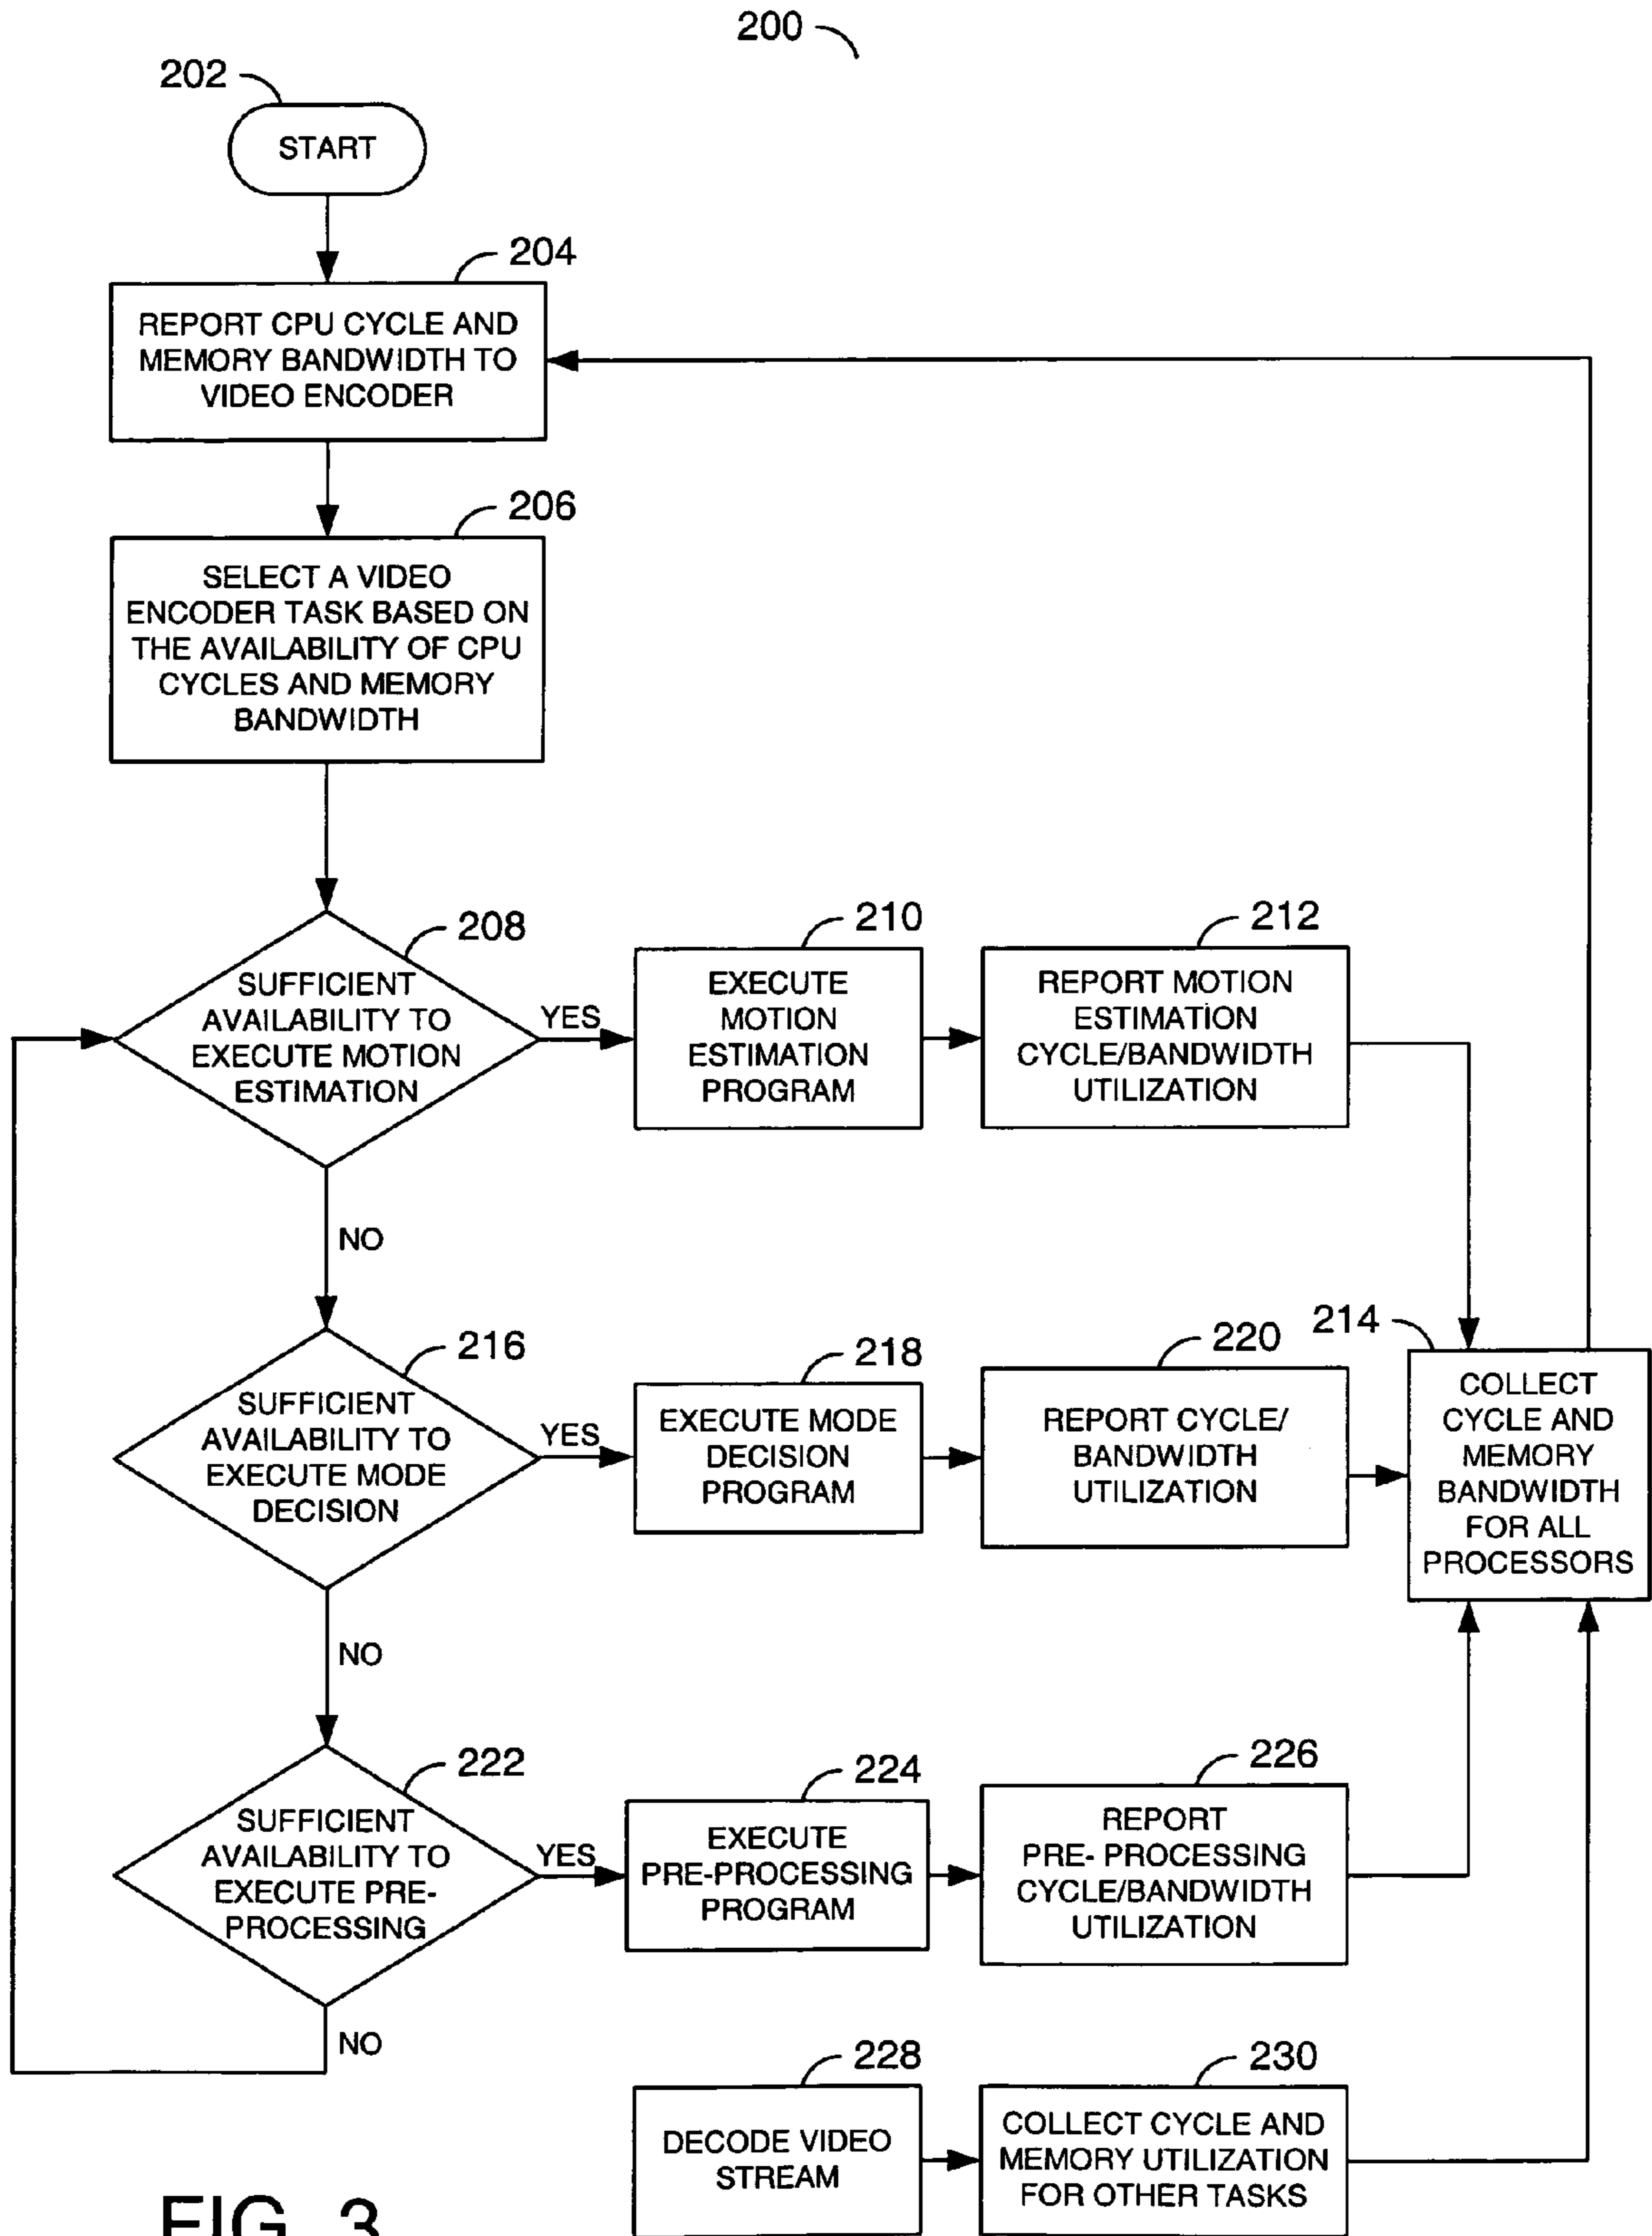 200
202
START
204
REPORT CPU CYCLE AND
MEMORY BANDWIDTH TO
VIDEO ENCODER
206
SELECT A VIDEO
ENCODER TASK BASED ON
THE AVAILABILITY OF CPU
CYCLES AND MEMORY
BANDWIDTH
208
SUFFICIENT
AVAILABILITY TO
EXECUTE MOTION
ESTIMATION
YES
NO
210
EXECUTE
MOTION
ESTIMATION
PROGRAM
212
REPORT MOTION
ESTIMATION
CYCLE/BANDWIDTH
UTILIZATION
214
COLLECT
CYCLE AND
MEMORY
BANDWIDTH
FOR ALL
PROCESSORS
216
SUFFICIENT
AVAILABILITY TO
EXECUTE MODE
DECISION
YES
NO
218
EXECUTE MODE
DECISION
PROGRAM
220
REPORT CYCLE/
BANDWIDTH
UTILIZATION
222
SUFFICIENT
AVAILABILITY TO
EXECUTE PRE-
PROCESSING
YES
NO
224
EXECUTE
PRE-PROCESSING
PROGRAM
226
REPORT
PRE- PROCESSING
CYCLE/BANDWIDTH
UTILIZATION
228
DECODE VIDEO
STREAM
230
COLLECT CYCLE AND
MEMORY UTILIZATION
FOR OTHER TASKS
FIG. 3